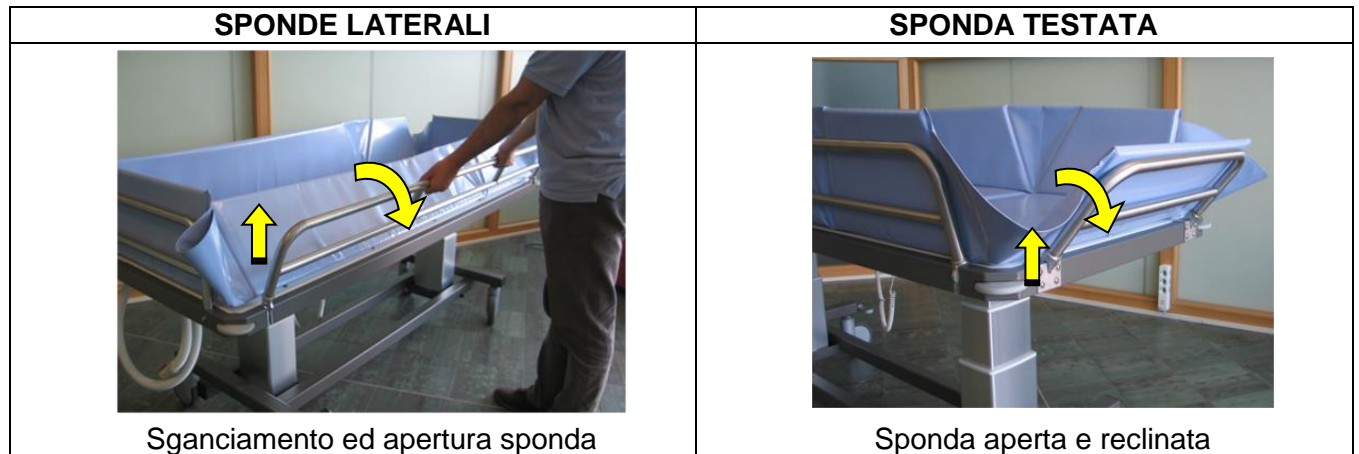 SPONDE LATERALI
SPONDA TESTATA
Sganciamento ed apertura sponda
Sponda aperta e reclinata